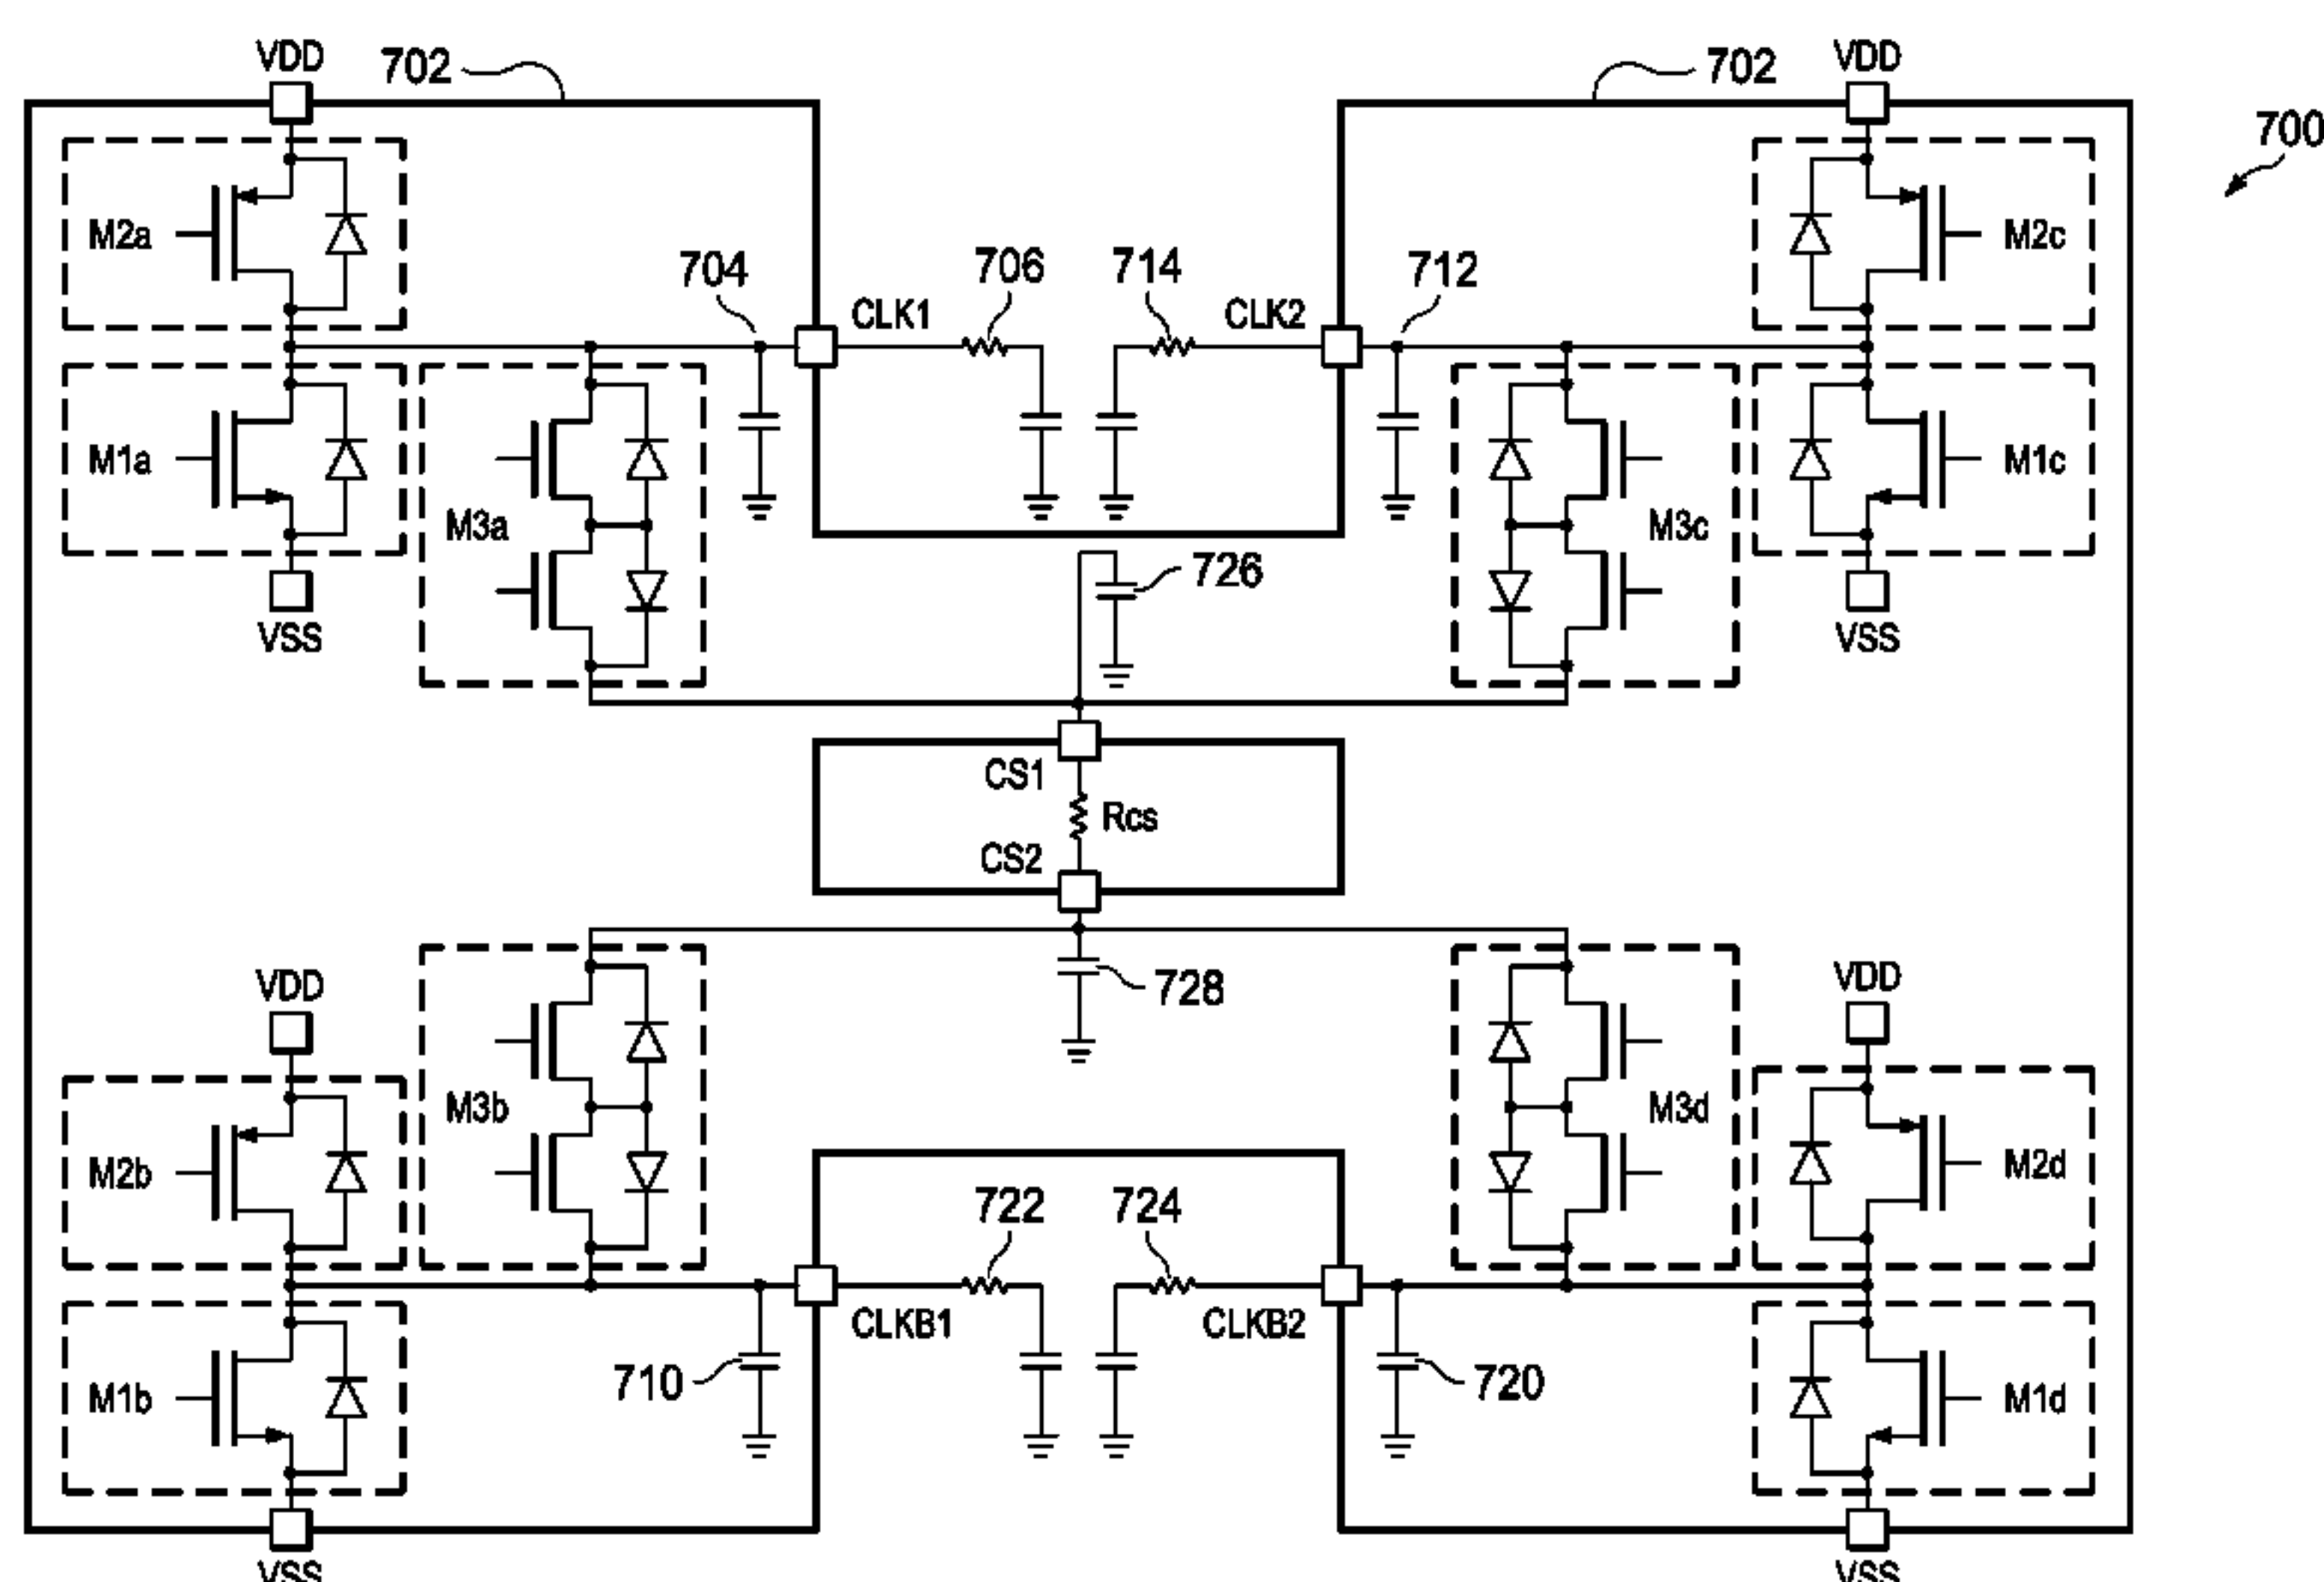 VDD
702
702
VDD
700
M2a
M2c
704
706
714
712
CLK1
CLK2
M1a
M3a
M3c
M1c
726
VSS
VSS
CS1
Rcs
CS2
VDD
728
VDD
M3b
M3d
M2b
M2d
722
724
CLKB1
CLKB2
M1b
710
720
M1d
VSS
VSS